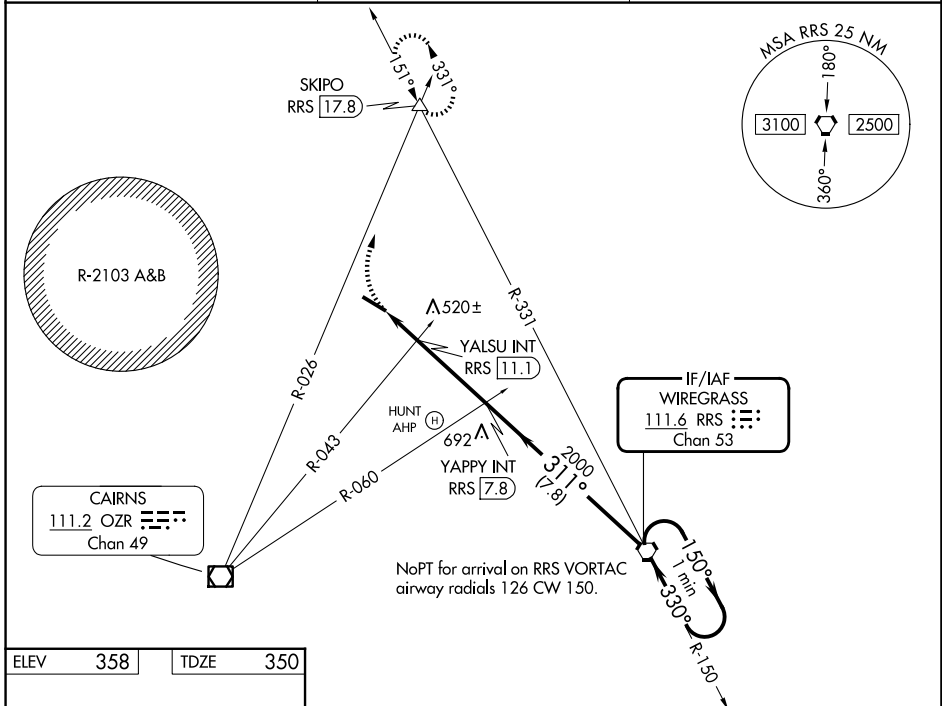 MSA RRS 25 NM
180°
3100
2500
360°
151°
331°
SKIPO
RRS 17.8
R-2103 A&B
520±
R-331
YALSU INT
RRS 11.1
R-026
HUNT
AHP
H
692
R-043
R-060
YAPPY INT
RRS 7.8
2000
311°
(7.8)
IF/IAF
WIREGRASS
111.6 RRS
Chan 53
CAIRNS
111.2 OZR
Chan 49
NoPT for arrival on RRS VORTAC
airway radials 126 CW 150.
150°
1 min
330°
R-150
ELEV 358
TDZE 350